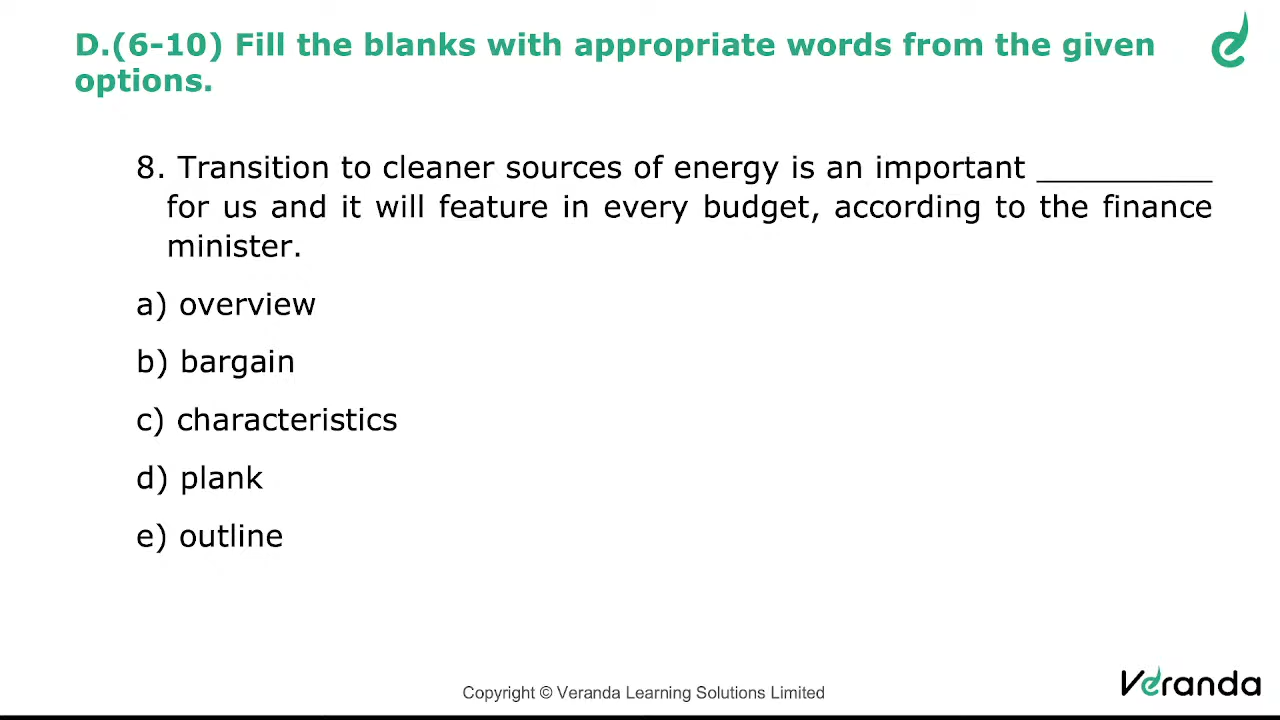 D.(6-10) Fill the blanks with appropriate words from the given
options.
8. Transition to cleaner sources of energy is an important __________
for us and it will feature in every budget, according to the finance
minister.
a) overview
b) bargain
c) characteristics
d) plank
e) outline
Copyright © Veranda Learning Solutions Limited
Veranda